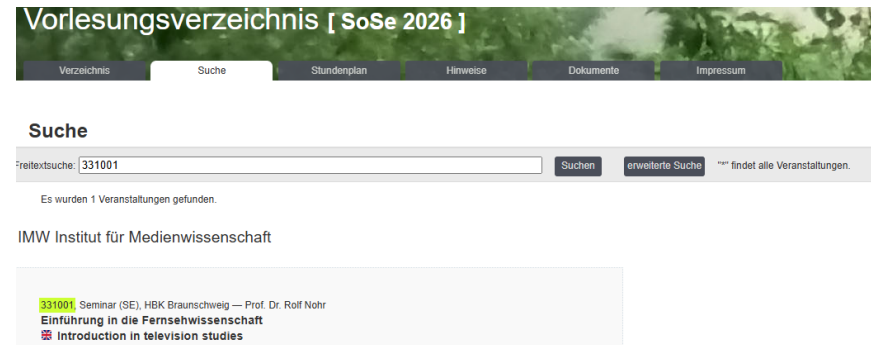 Vorlesungsverzeichnis [ SoSe 2026 ]
Verzeichnis Suche Stundenplan Hinweise Dokumente Impressum
Suche
Freitextsuche: 331001 Suchen erweiterte Suche "*" findet alle Veranstaltungen.
Es wurden 1 Veranstaltungen gefunden.
IMW Institut für Medienwissenschaft
331001, Seminar (SE), HBK Braunschweig — Prof. Dr. Rolf Nohr
Einführung in die Fernsehwissenschaft
Introduction in television studies